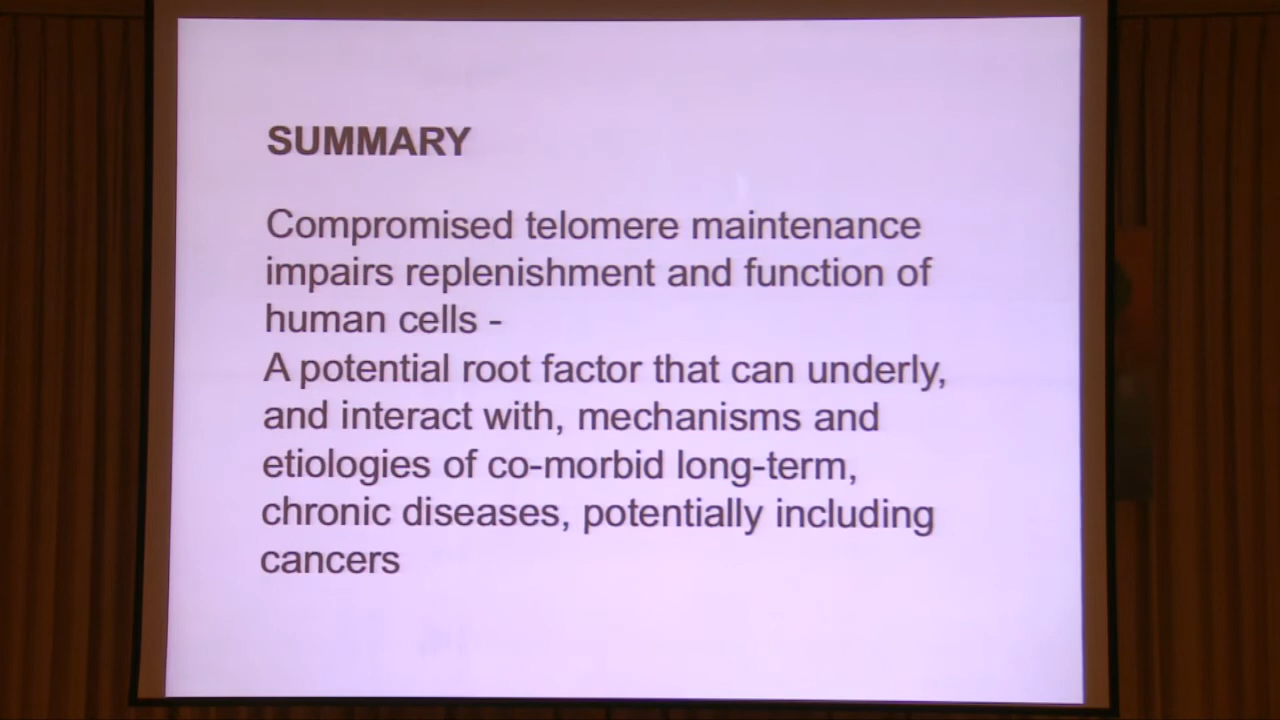 SUMMARY
Compromised telomere maintenance
impairs replenishment and function of
human cells -
A potential root factor that can underly,
and interact with, mechanisms and
etiologies of co-morbid long-term,
chronic diseases, potentially including
cancers